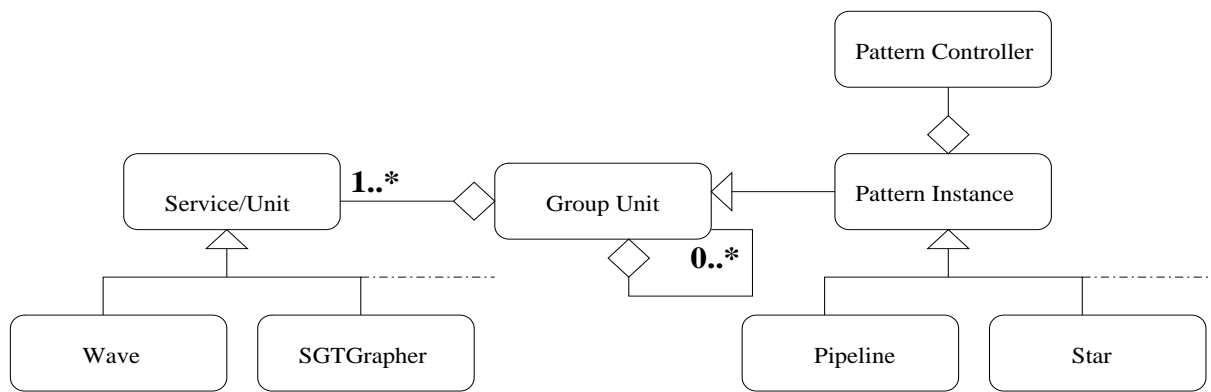 Pattern Controller
1..*
Service/Unit
Group Unit
Pattern Instance
0..*
Wave
SGTGrapher
Pipeline
Star